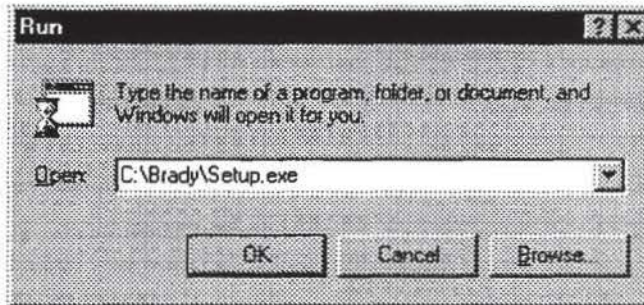 Run
Type the name of a program, folder, or document, and
Windows will open it for you.
Open: C:\Brady\Setup.exe
OK Cancel Browse...